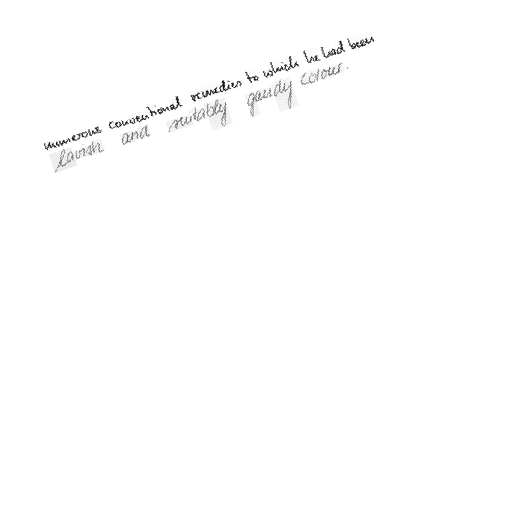 numerous conventional remedies to which he had been
lavish and suitably gaudy colour.